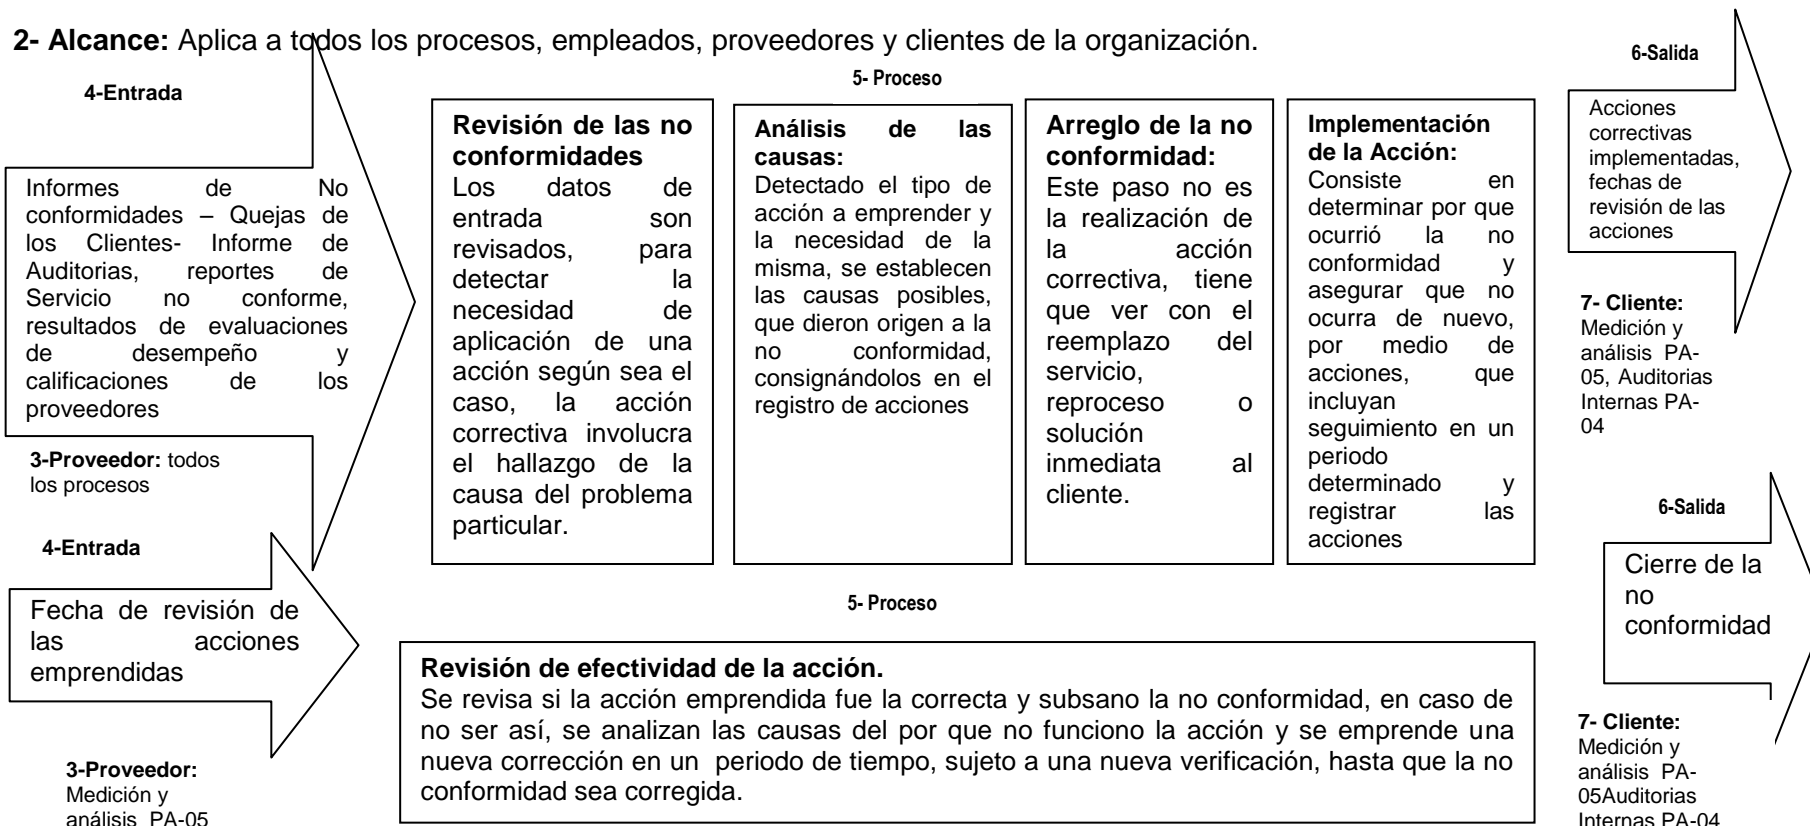 2- Alcance: Aplica a todos los procesos, empleados, proveedores y clientes de la organización.
4-Entrada
Informes de No
conformidades – Quejas de
los Clientes- Informe de
Auditorias, reportes de
Servicio no conforme,
resultados de evaluaciones
de desempeño y
calificaciones de los
proveedores
3-Proveedor: todos
los procesos
5- Proceso
Revisión de las no
conformidades
Los datos de
entrada son
revisados, para
detectar la
necesidad de
aplicación de una
acción según sea el
caso, la acción
correctiva involucra
el hallazgo de la
causa del problema
particular.
Análisis de las
causas:
Detectado el tipo de
acción a emprender y
la necesidad de la
misma, se establecen
las causas posibles,
que dieron origen a la
no conformidad,
consignándolos en el
registro de acciones
Arreglo de la no
conformidad:
Este paso no es
la realización de
la acción
correctiva, tiene
que ver con el
reemplazo del
servicio,
reproceso o
solución
inmediata al
cliente.
Implementación
de la Acción:
Consiste en
determinar por que
ocurrió la no
conformidad y
asegurar que no
ocurra de nuevo,
por medio de
acciones, que
incluyan
seguimiento en un
periodo
determinado y
registrar las
acciones
6-Salida
Acciones
correctivas
implementadas,
fechas de
revisión de las
acciones
7- Cliente:
Medición y
análisis PA-
05, Auditorias
Internas PA-
04
4-Entrada
Fecha de revisión de
las acciones
emprendidas
3-Proveedor:
Medición y
análisis PA-05
5- Proceso
Revisión de efectividad de la acción.
Se revisa si la acción emprendida fue la correcta y subsano la no conformidad, en caso de
no ser así, se analizan las causas del por que no funciono la acción y se emprende una
nueva corrección en un periodo de tiempo, sujeto a una nueva verificación, hasta que la no
conformidad sea corregida.
6-Salida
Cierre de la
no
conformidad
7- Cliente:
Medición y
análisis PA-
05Auditorias
Internas PA-04